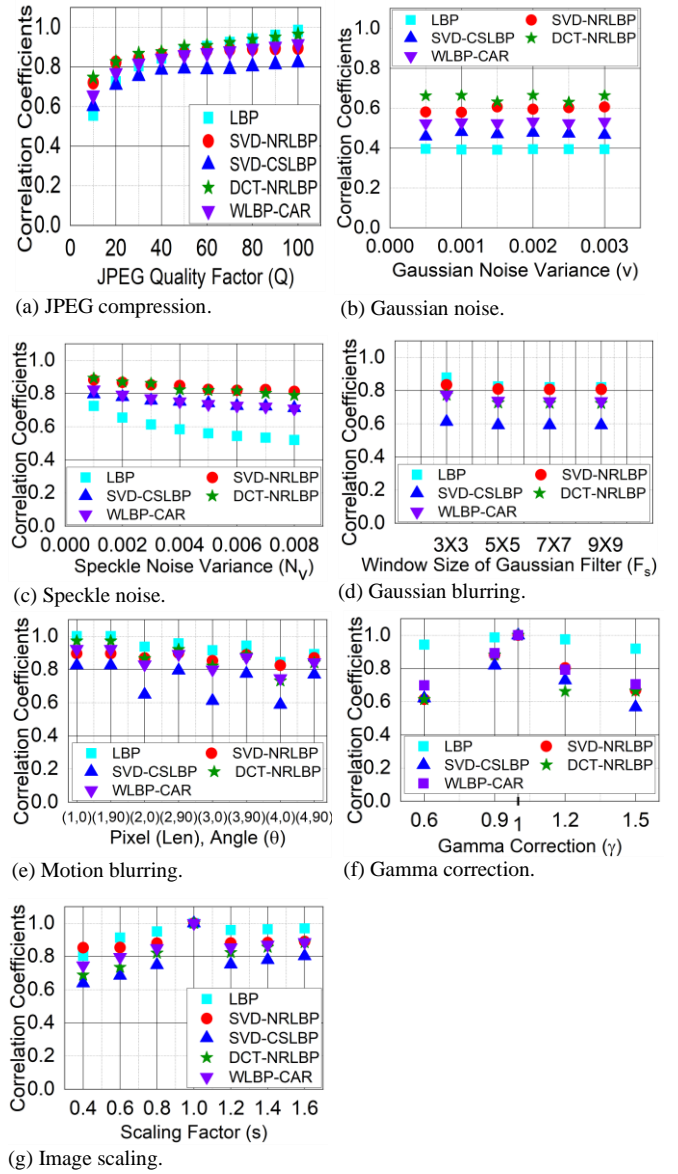 1.0
0.8
0.6
0.4
0.2
0.0
Correlation Coefficients
LBP
SVD-NRLBP
SVD-CSLBP
DCT-NRLBP
WLBP-CAR
0 20 40 60 80 100
JPEG Quality Factor (Q)
(a) JPEG compression.
1.0
0.8
0.6
0.4
0.2
0.0
Correlation Coefficients
LBP SVD-NRLBP
SVD-CSLBP DCT-NRLBP
WLBP-CAR
0.000 0.001 0.002 0.003
Gaussian Noise Variance (v)
(b) Gaussian noise.
1.0
0.8
0.6
0.4
0.2
0.0
Correlation Coefficients
LBP SVD-NRLBP
SVD-CSLBP DCT-NRLBP
WLBP-CAR
0.000 0.002 0.004 0.006 0.008
Speckle Noise Variance (Nv)
(c) Speckle noise.
1.0
0.8
0.6
0.4
0.2
0.0
Correlation Coefficients
LBP SVD-NRLBP
SVD-CSLBP DCT-NRLBP
WLBP-CAR
3X3 5X5 7X7 9X9
Window Size of Gaussian Filter (Fs)
(d) Gaussian blurring.
1.0
0.8
0.6
0.4
0.2
0.0
Correlation Coefficients
LBP SVD-NRLBP
SVD-CSLBP DCT-NRLBP
WLBP-CAR
(1,0)(1,90)(2,0)(2,90)(3,0)(3,90)(4,0)(4,90)
Pixel (Len), Angle (θ)
(e) Motion blurring.
1.0
0.8
0.6
0.4
0.2
0.0
Correlation Coefficients
LBP SVD-NRLBP
SVD-CSLBP DCT-NRLBP
WLBP-CAR
0.6 0.9 1 1.2 1.5
Gamma Correction (γ)
(f) Gamma correction.
1.0
0.8
0.6
0.4
0.2
0.0
Correlation Coefficients
LBP
SVD-NRLBP
SVD-CSLBP
DCT-NRLBP
WLBP-CAR
0.4 0.6 0.8 1.0 1.2 1.4 1.6
Scaling Factor (s)
(g) Image scaling.